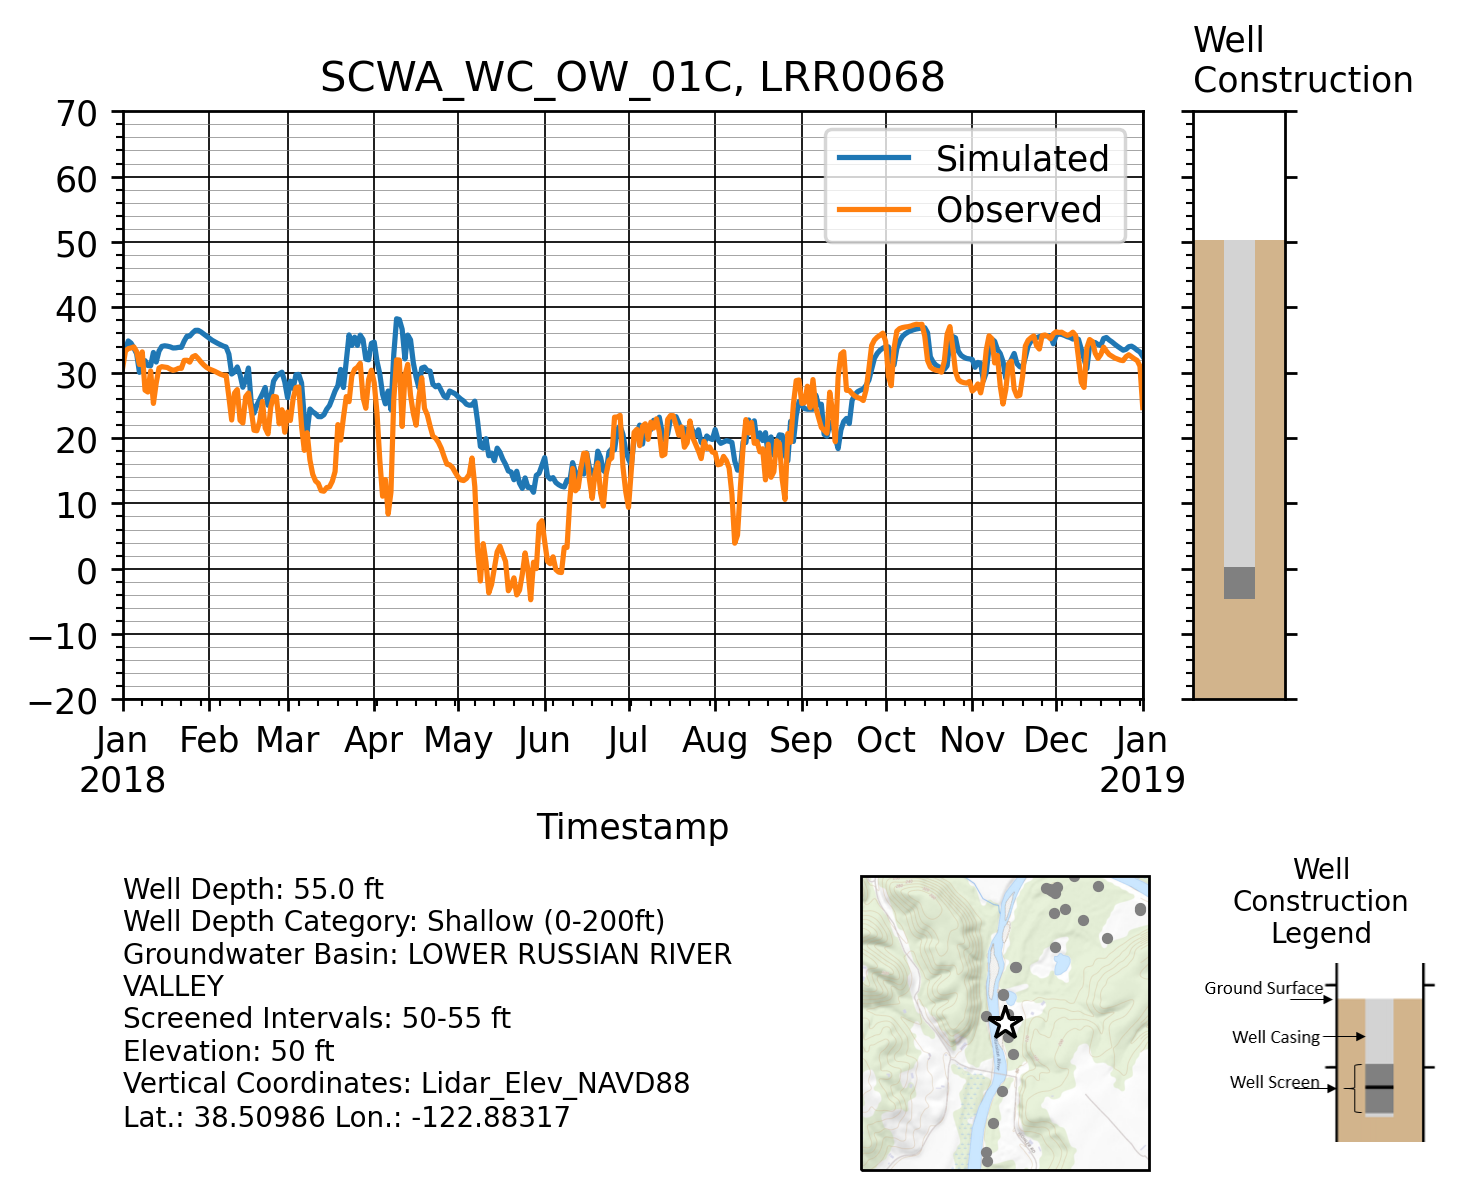 Well
Construction
SCWA_WC_OW_01C, LRR0068
70
60
50
40
30
20
10
0
−10
−20
Simulated
Observed
Jan Feb Mar Apr May Jun Jul Aug Sep Oct Nov Dec Jan
2018 2019
Timestamp
Well Depth: 55.0 ft
Well Depth Category: Shallow (0-200ft)
Groundwater Basin: LOWER RUSSIAN RIVER
VALLEY
Screened Intervals: 50-55 ft
Elevation: 50 ft
Vertical Coordinates: Lidar_Elev_NAVD88
Lat.: 38.50986 Lon.: -122.88317
Well
Construction
Legend
Ground Surface
Well Casing
Well Screen